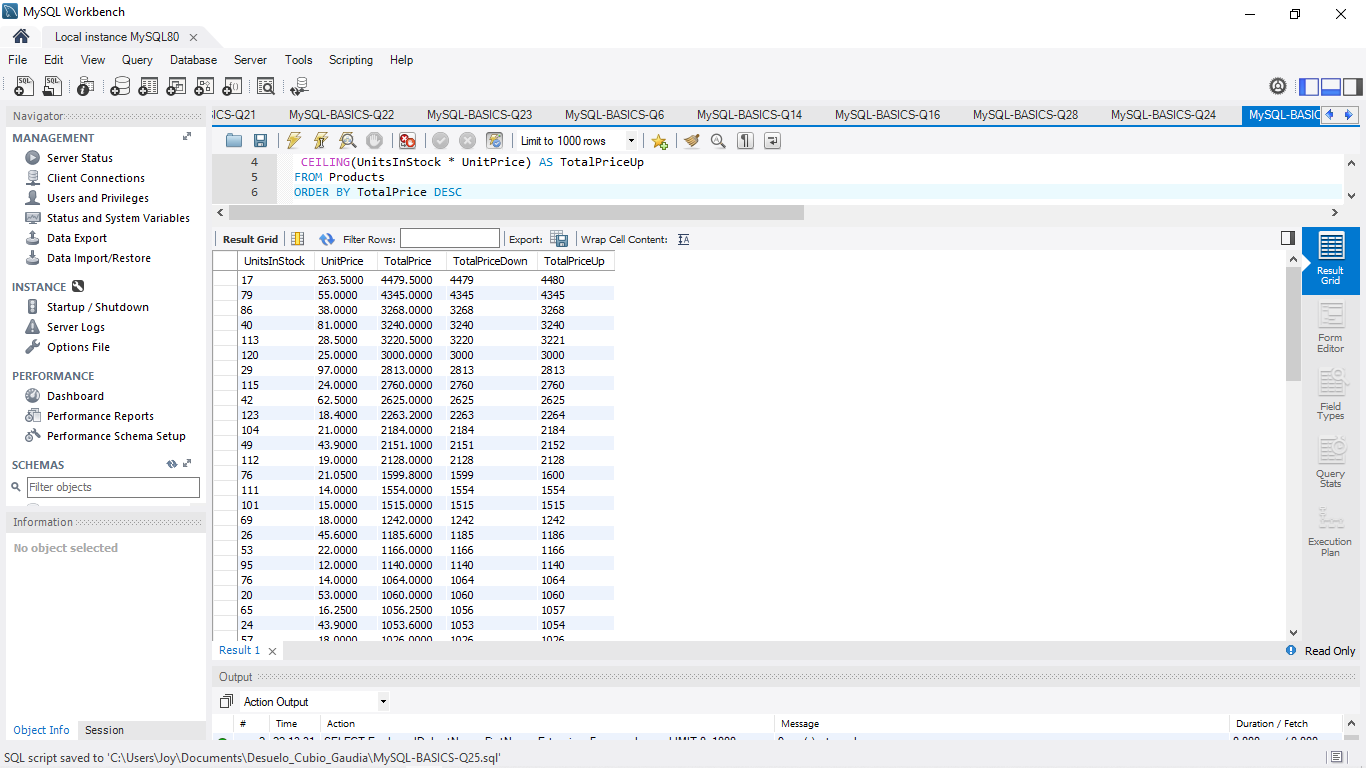 MySQL Workbench
Local instance MySQL80
File Edit View Query Database Server Tools Scripting Help
Navigator
MANAGEMENT
Server Status
Client Connections
Users and Privileges
Status and System Variables
Data Export
Data Import/Restore
INSTANCE
Startup / Shutdown
Server Logs
Options File
PERFORMANCE
Dashboard
Performance Reports
Performance Schema Setup
SCHEMAS
Filter objects
Information
No object selected
Object Info Session
ICS-Q21 MySQL-BASICS-Q22 MySQL-BASICS-Q23 MySQL-BASICS-Q6 MySQL-BASICS-Q14 MySQL-BASICS-Q16 MySQL-BASICS-Q28 MySQL-BASICS-Q24 MySQL-BASIC
Limit to 1000 rows
4 CEILING(UnitsInStock * UnitPrice) AS TotalPriceUp
5 FROM Products
6 ORDER BY TotalPrice DESC
Result Grid Filter Rows: Export: Wrap Cell Content:
UnitsInStock UnitPrice TotalPrice TotalPriceDown TotalPriceUp
17 263.5000 4479.5000 4479 4480
79 55.0000 4345.0000 4345 4345
86 38.0000 3268.0000 3268 3268
40 81.0000 3240.0000 3240 3240
113 28.5000 3220.5000 3220 3221
120 25.0000 3000.0000 3000 3000
29 97.0000 2813.0000 2813 2813
115 24.0000 2760.0000 2760 2760
42 62.5000 2625.0000 2625 2625
123 18.4000 2263.2000 2263 2264
104 21.0000 2184.0000 2184 2184
49 43.9000 2151.1000 2151 2152
112 19.0000 2128.0000 2128 2128
76 21.0500 1599.8000 1599 1600
111 14.0000 1554.0000 1554 1554
101 15.0000 1515.0000 1515 1515
69 18.0000 1242.0000 1242 1242
26 45.6000 1185.6000 1185 1186
53 22.0000 1166.0000 1166 1166
95 12.0000 1140.0000 1140 1140
76 14.0000 1064.0000 1064 1064
20 53.0000 1060.0000 1060 1060
65 16.2500 1056.2500 1056 1057
24 43.9000 1053.6000 1053 1054
57 18.0000 1026.0000 1026 1026
Result Grid
Form Editor
Field Types
Query Stats
Execution Plan
Result 1
Read Only
Output
Action Output
# Time Action Message Duration / Fetch
SQL script saved to 'C:\Users\Joy\Documents\Desuelo_Cubio_Gaudia\MySQL-BASICS-Q25.sql'